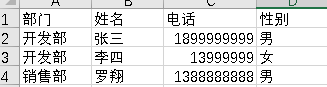 A B C D
1 部门 姓名 电话 性别
2 开发部 张三 1899999999 男
3 开发部 李四 13999999 女
4 销售部 罗翔 1388888888 男